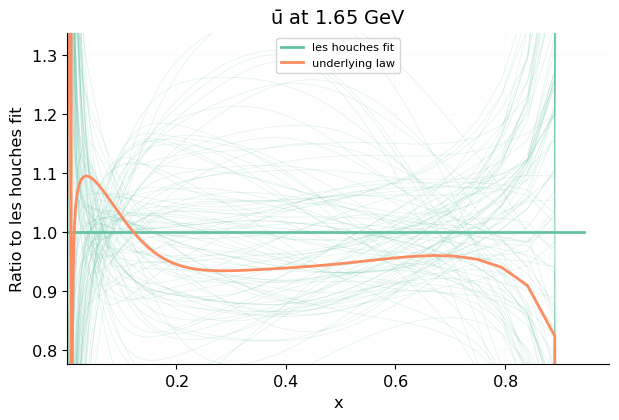 ū at 1.65 GeV
les houches fit
underlying law
Ratio to les houches fit
1.3
1.2
1.1
1.0
0.9
0.8
0.2
0.4
0.6
0.8
x